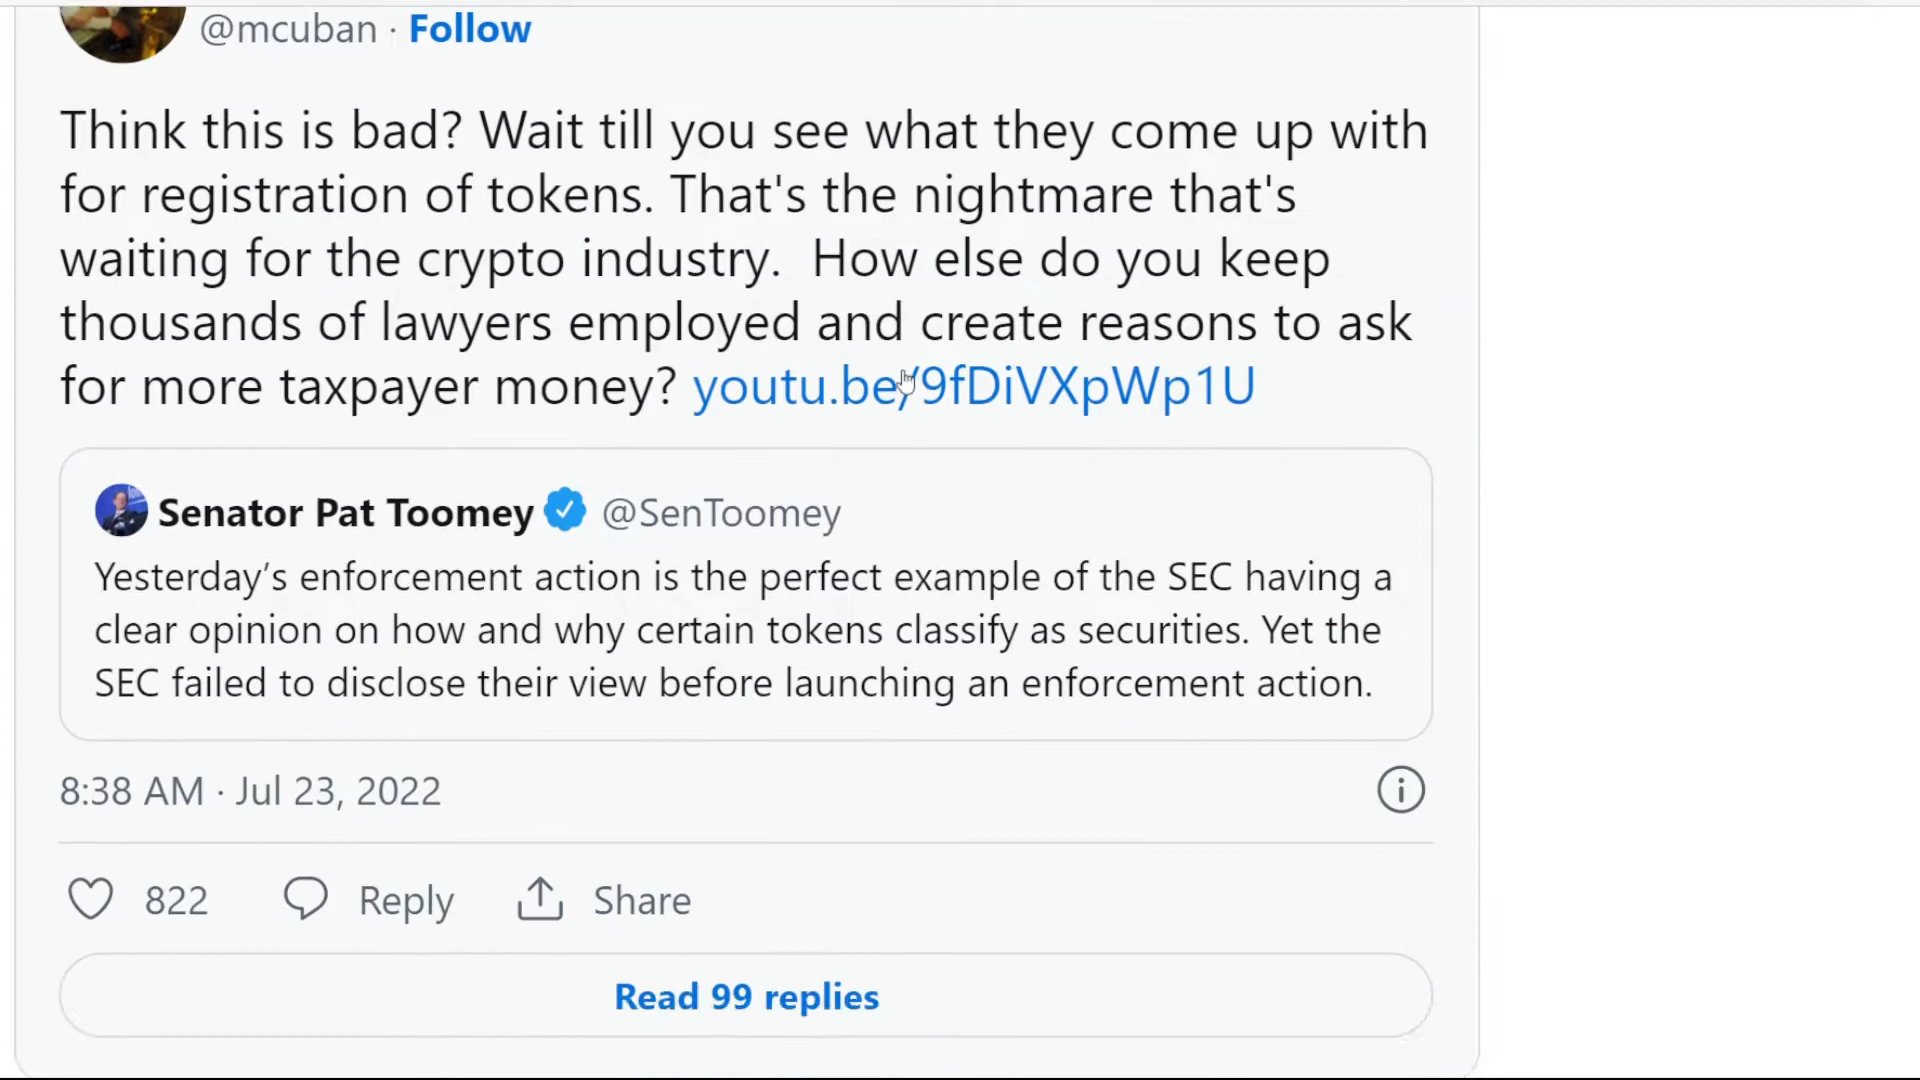 @mcuban · Follow
Think this is bad? Wait till you see what they come up with
for registration of tokens. That's the nightmare that's
waiting for the crypto industry.  How else do you keep
thousands of lawyers employed and create reasons to ask
for more taxpayer money? youtu.be/9fDiVXpWp1U
Senator Pat Toomey @SenToomey
Yesterday’s enforcement action is the perfect example of the SEC having a
clear opinion on how and why certain tokens classify as securities. Yet the
SEC failed to disclose their view before launching an enforcement action.
8:38 AM · Jul 23, 2022
822 Reply Share
Read 99 replies